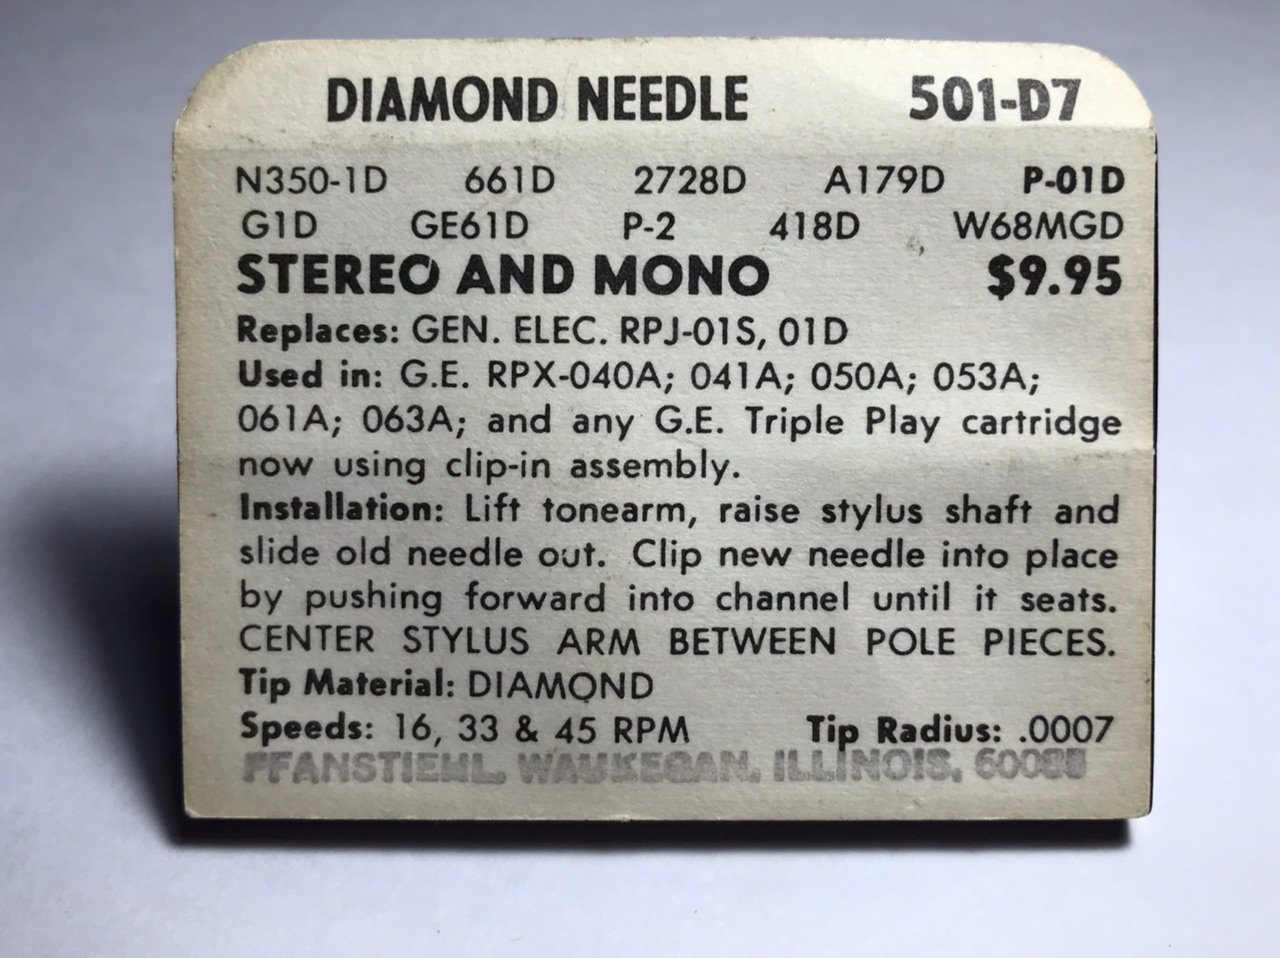 DIAMOND NEEDLE 501-D7
N350-1D 661D 2728D A179D P-01D
G1D GE61D P-2 418D W68MGD
STEREO AND MONO $9.95
Replaces: GEN. ELEC. RPJ-01S, 01D
Used in: G.E. RPX-040A; 041A; 050A; 053A;
061A; 063A; and any G.E. Triple Play cartridge
now using clip-in assembly.
Installation: Lift tonearm, raise stylus shaft and
slide old needle out. Clip new needle into place
by pushing forward into channel until it seats.
CENTER STYLUS ARM BETWEEN POLE PIECES.
Tip Material: DIAMOND
Speeds: 16, 33 & 45 RPM Tip Radius: .0007
PFANSTIEHL, WAUKEGAN, ILLINOIS, 60085